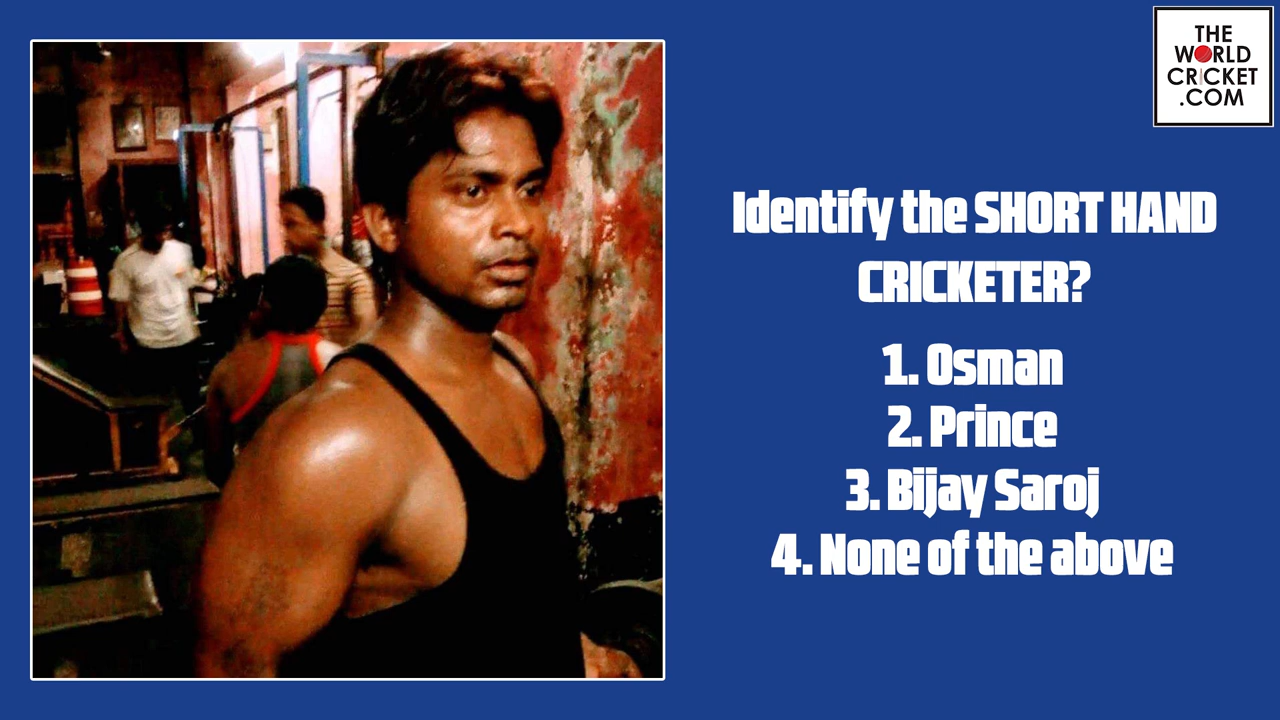 THE
WORLD
CRICKET
.COM
Identify the SHORT HAND
CRICKETER?
1. Osman
2. Prince
3. Bijay Saroj
4. None of the above